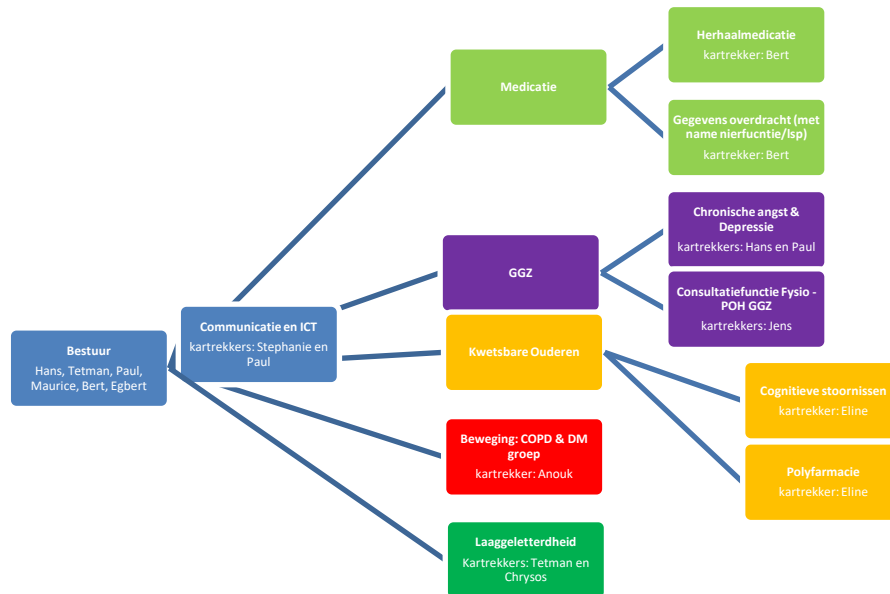 Bestuur
Hans, Tetman, Paul,
Maurice, Bert, Egbert
Communicatie en ICT
kartrekkers: Stephanie en
Paul
Medicatie
Herhaalmedicatie
kartrekker: Bert
Gegevens overdracht (met
name nierfucntie/lsp)
kartrekker: Bert
GGZ
Chronische angst &
Depressie
kartrekkers: Hans en Paul
Consultatiefunctie Fysio -
POH GGZ
kartrekkers: Jens
Kwetsbare Ouderen
Cognitieve stoornissen
kartrekker: Eline
Polyfarmacie
kartrekker: Eline
Beweging: COPD & DM
groep
kartrekker: Anouk
Laaggeletterdheid
Kartrekkers: Tetman en
Chrysos